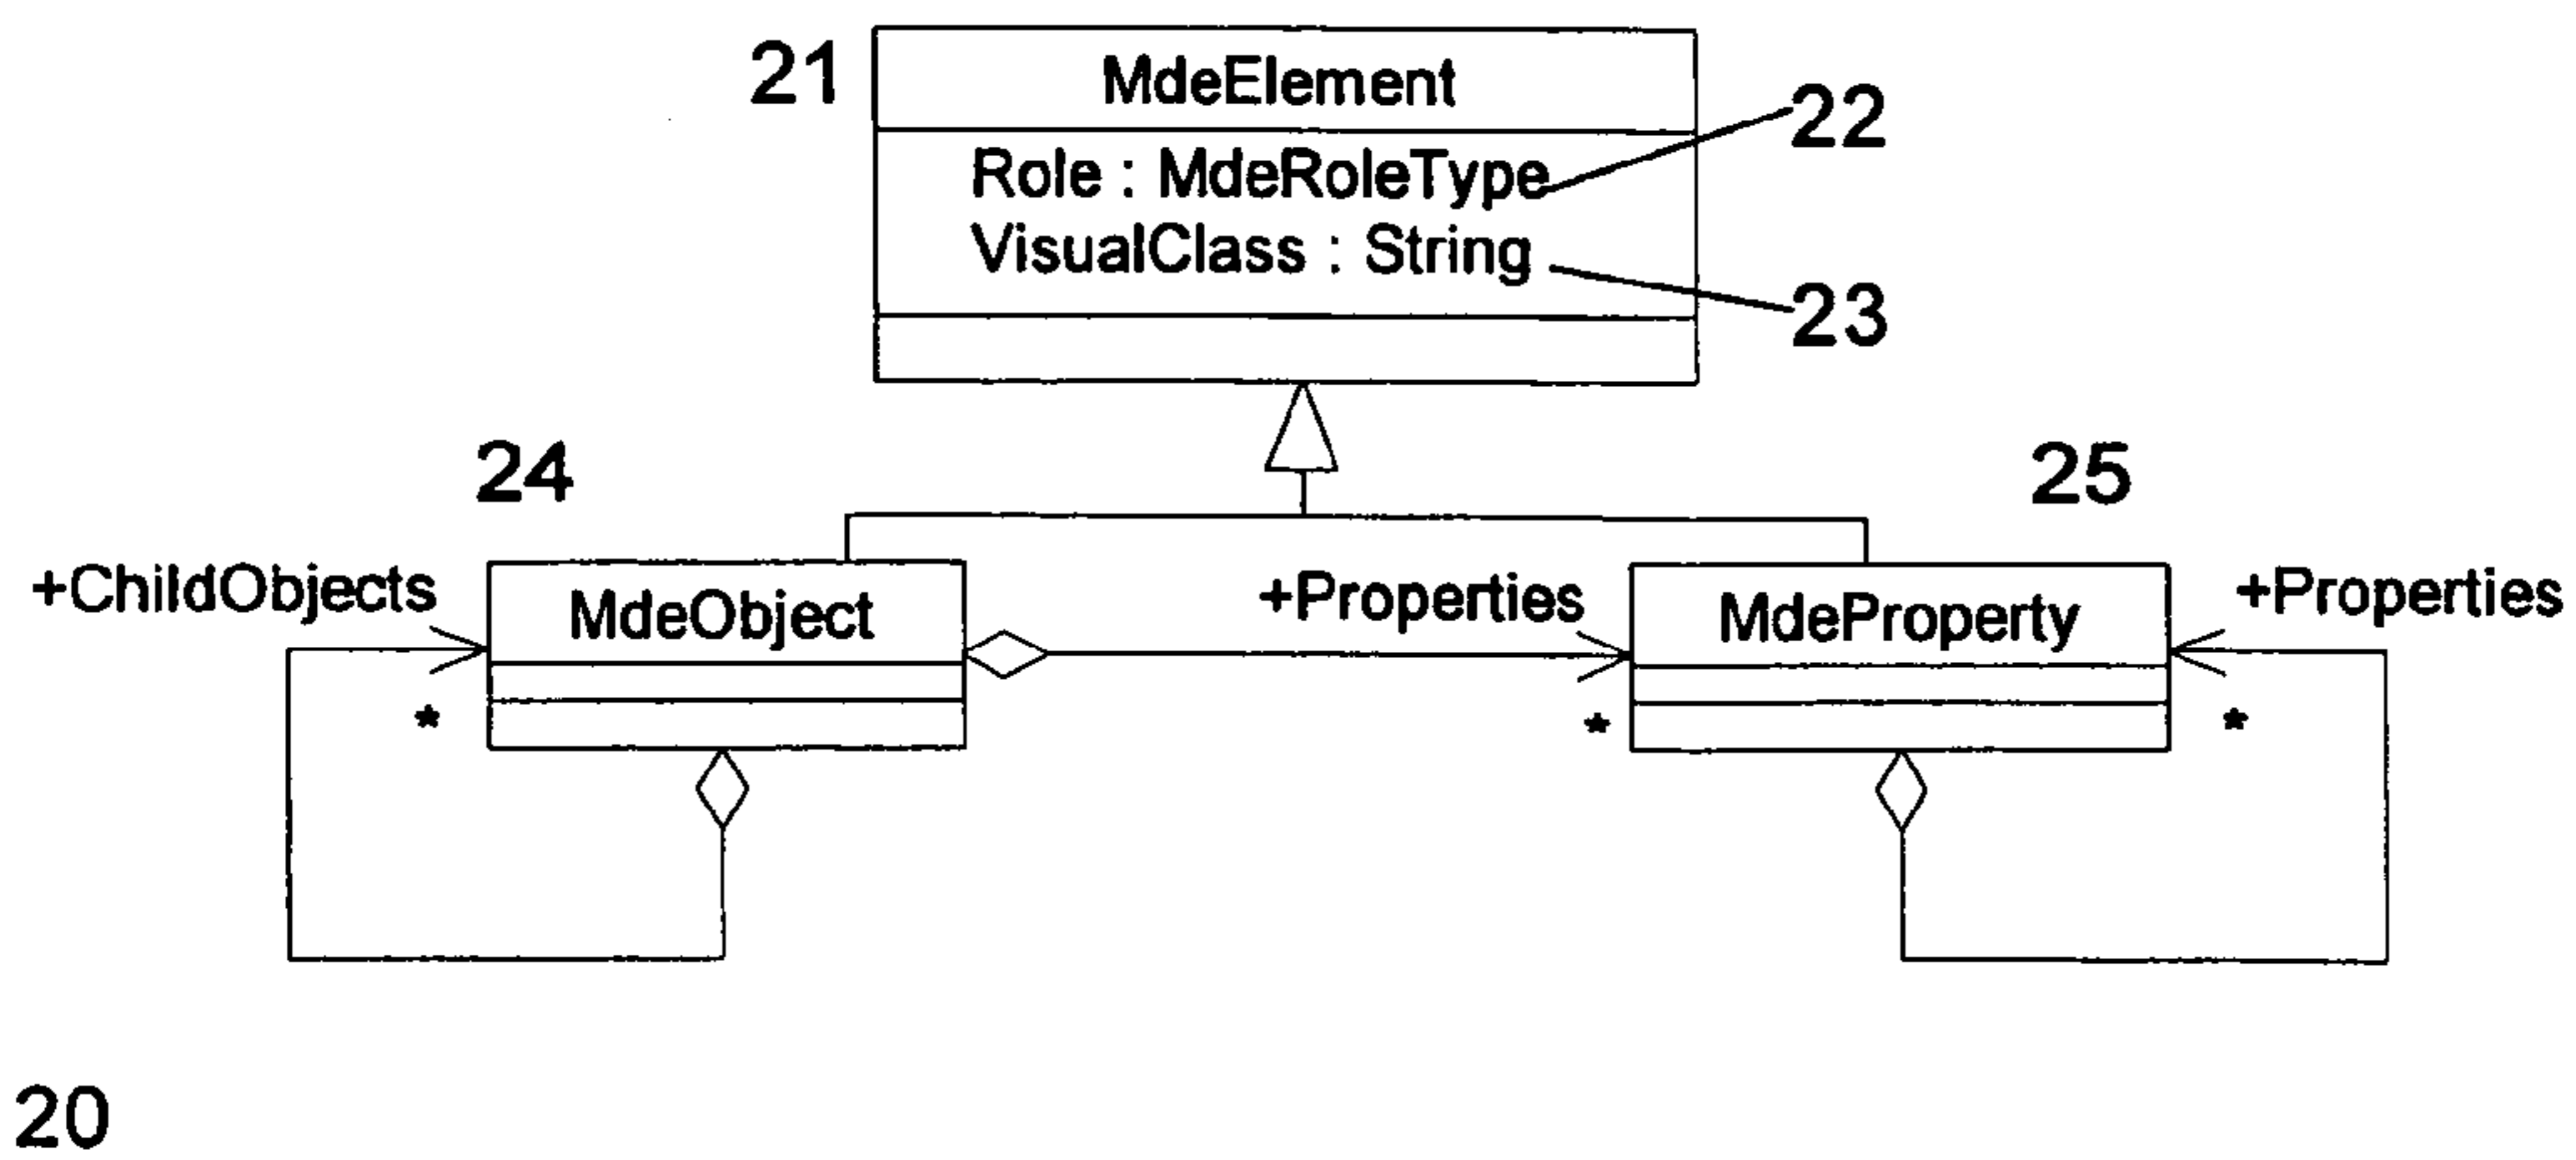 21
MdeElement
22
Role : MdeRoleType
VisualClass : String
23
24
25
+ChildObjects
MdeObject
+Properties
MdeProperty
+Properties
*
*
*
20